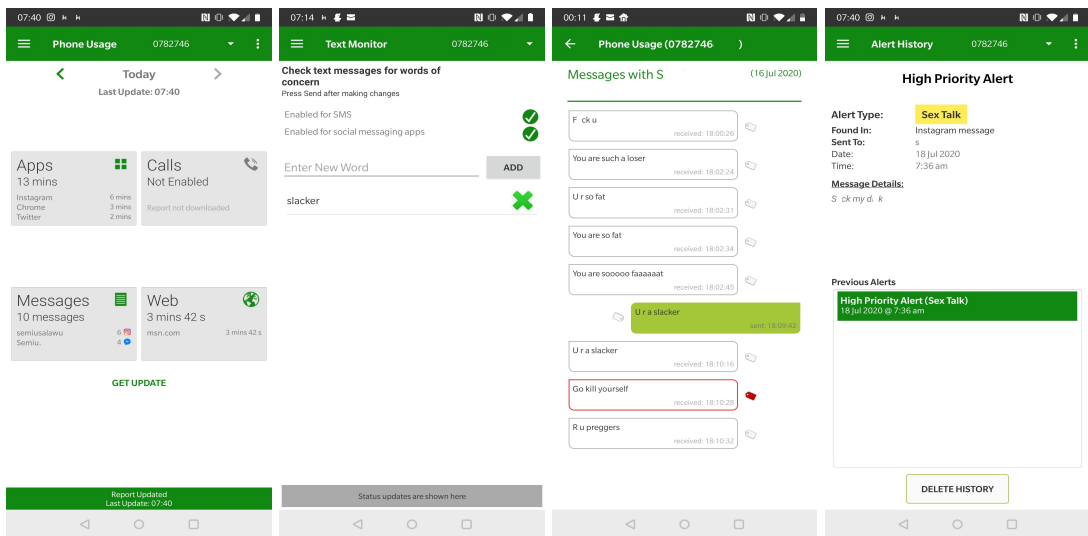 07:40
Phone Usage 0782746
Today
Last Update: 07:40
Apps
13 mins
Instagram 6 mins
Chrome 3 mins
Twitter 2 mins
Calls
Not Enabled
Report not downloaded
Messages
10 messages
semiusalawu 6
Semiu. 4
Web
3 mins 42 s
msn.com 3 mins 42 s
GET UPDATE
Report Updated
Last Update: 07:40
07:14
Text Monitor 0782746
Check text messages for words of
concern
Press Send after making changes
Enabled for SMS
Enabled for social messaging apps
Enter New Word ADD
slacker
Status updates are shown here
00:11
Phone Usage (0782746 )
Messages with S (16 Jul 2020)
F ck u
received: 18:00:26
You are such a loser
received: 18:02:24
U r so fat
received: 18:02:31
You are so fat
received: 18:02:34
You are sooooo faaaaaat
received: 18:02:45
U r a slacker
sent: 18:09:42
U r a slacker
received: 18:10:16
Go kill yourself
received: 18:10:28
R u preggers
received: 18:10:32
07:40
Alert History 0782746
High Priority Alert
Alert Type: Sex Talk
Found In: Instagram message
Sent To: s
Date: 18 Jul 2020
Time: 7:36 am
Message Details:
S ck my d k
Previous Alerts
High Priority Alert (Sex Talk)
18 Jul 2020 @ 7:36 am
DELETE HISTORY